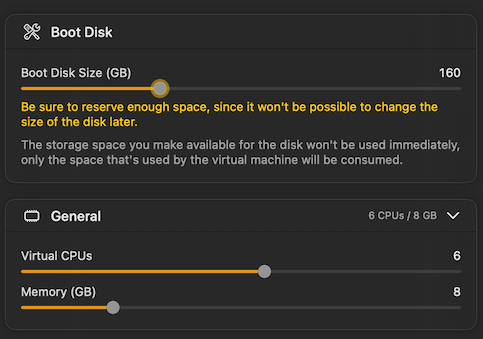 Boot Disk
Boot Disk Size (GB) 160
Be sure to reserve enough space, since it won't be possible to change the
size of the disk later.
The storage space you make available for the disk won't be used immediately,
only the space that's used by the virtual machine will be consumed.
General 6 CPUs / 8 GB
Virtual CPUs 6
Memory (GB) 8